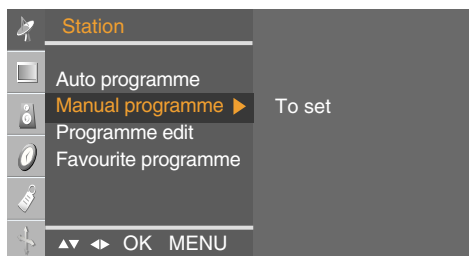 Station
Auto programme
Manual programme ▶ To set
Programme edit
Favourite programme
▲▼ ◀▶ OK MENU